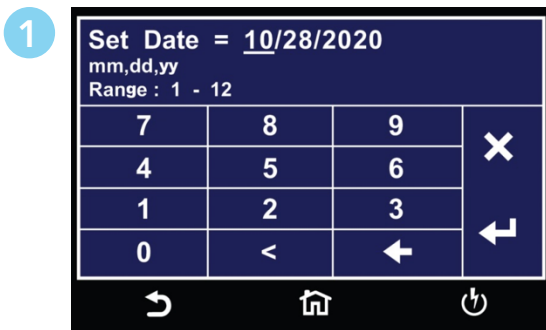 1
Set Date = 10/28/2020
mm,dd,yy
Range : 1 - 12
7 8 9
4 5 6
1 2 3
0 <